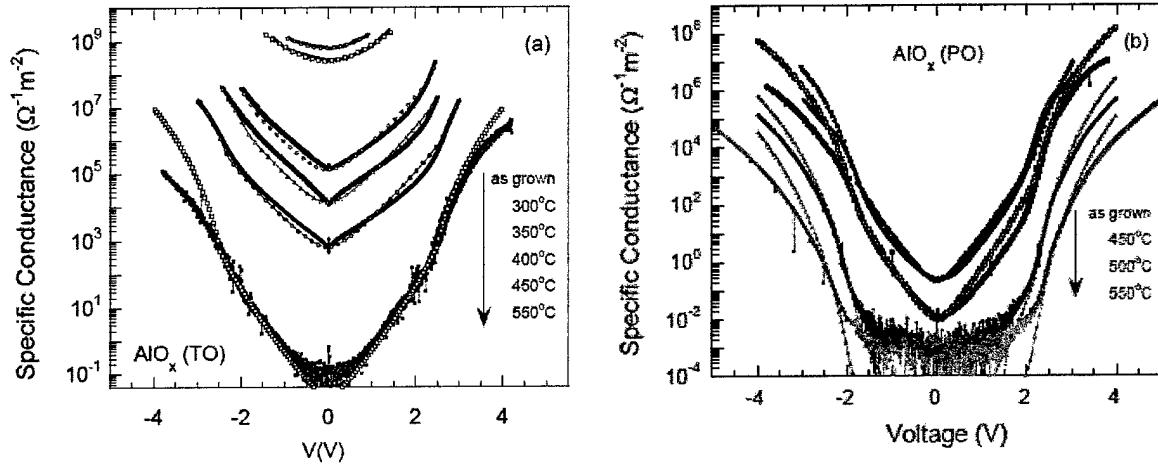 (a)
Specific Conductance (Ω⁻¹m⁻²)
10⁹
10⁷
10⁵
10³
10¹
10⁻¹
as grown
300°C
350°C
400°C
450°C
550°C
AlOₓ (TO)
-4
-2
0
2
4
V(V)
(b)
AlOₓ (PO)
Specific Conductance (Ω⁻¹m⁻²)
10⁸
10⁶
10⁴
10²
10⁰
10⁻²
10⁻⁴
as grown
450°C
500°C
550°C
-4
-2
0
2
4
Voltage (V)